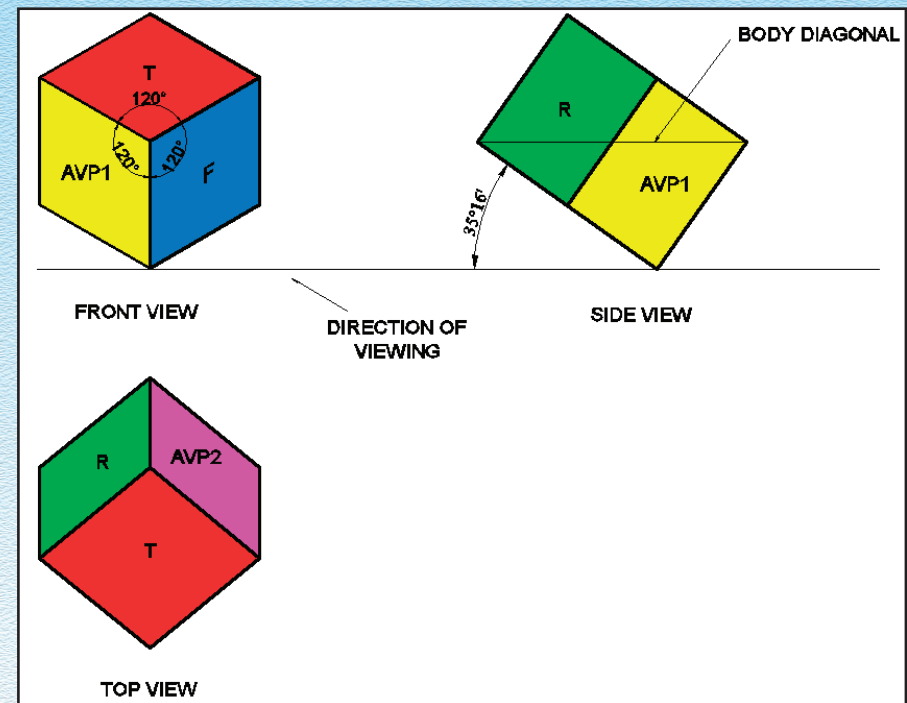 T
120°
120°
120°
AVP1
F
FRONT VIEW
BODY DIAGONAL
R
AVP1
35°16'
SIDE VIEW
DIRECTION OF
VIEWING
R
AVP2
T
TOP VIEW